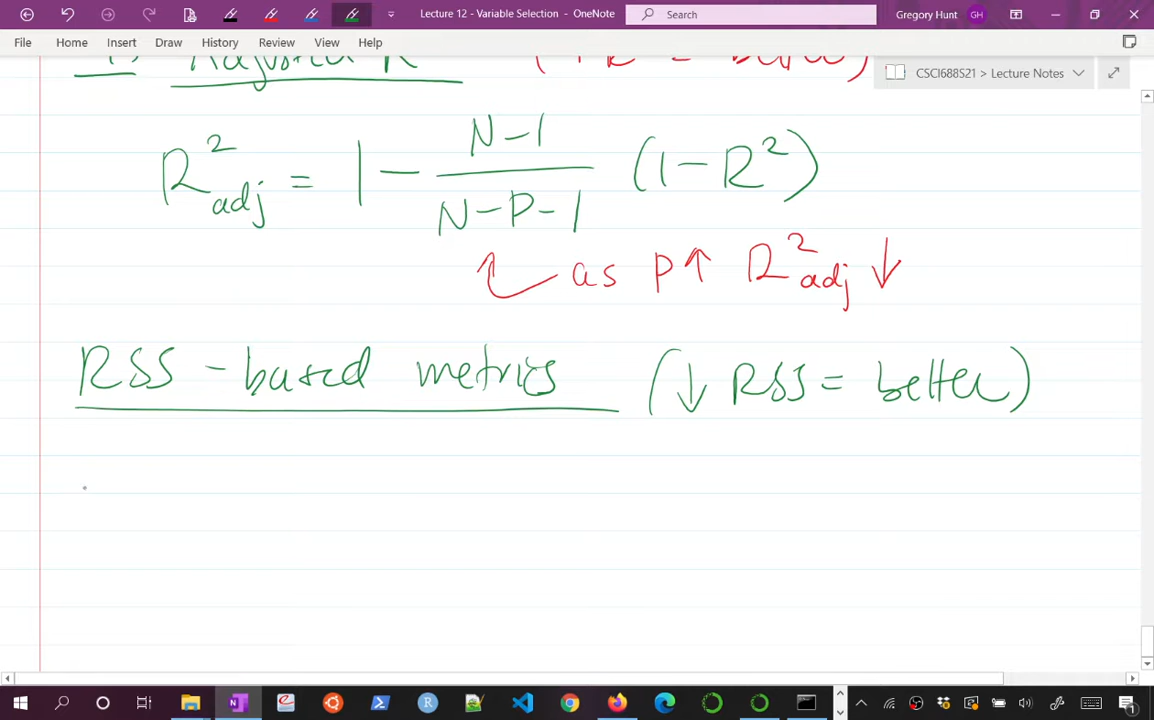 Lecture 12 - Variable Selection - OneNote
Search
Gregory Hunt
GH
File Home Insert Draw History Review View Help
CSCI688S21 > Lecture Notes
R²adj = 1 - N-1 / N-P-1 (1-R²)
as p↑ R²adj ↓
RSS - based metrics (↓ RSS = better)